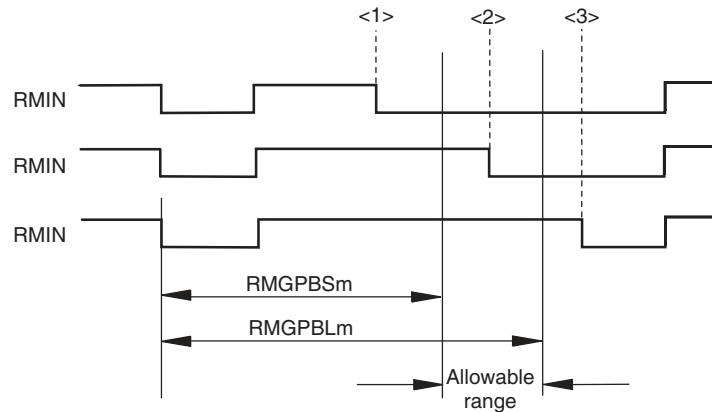 <1> <2> <3>
RMIN
RMIN
RMIN
RMGPBSm
RMGPBLm
Allowable
range